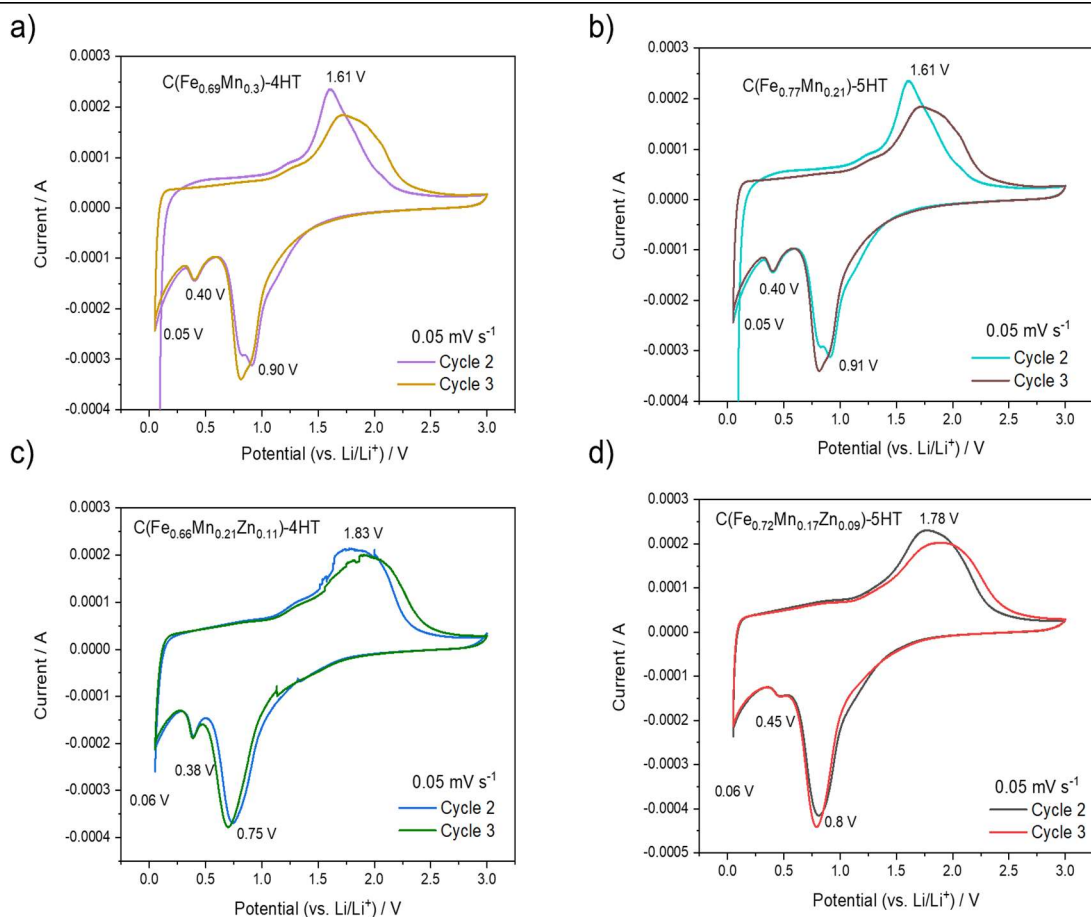 a)
C(Fe₀.₆₉Mn₀.₃)-4HT
1.61 V
0.0003
0.0002
0.0001
0.0000
-0.0001
-0.0002
-0.0003
-0.0004
Current / A
0.40 V
0.05 V
0.90 V
0.05 mV s⁻¹
Cycle 2
Cycle 3
0.0 0.5 1.0 1.5 2.0 2.5 3.0
Potential (vs. Li/Li⁺) / V
b)
C(Fe₀.₇₇Mn₀.₂₁)-5HT
1.61 V
0.0003
0.0002
0.0001
0.0000
-0.0001
-0.0002
-0.0003
-0.0004
Current / A
0.40 V
0.05 V
0.91 V
0.05 mV s⁻¹
Cycle 2
Cycle 3
0.0 0.5 1.0 1.5 2.0 2.5 3.0
Potential (vs. Li/Li⁺) / V
c)
C(Fe₀.₆₆Mn₀.₂₁Zn₀.₁₁)-4HT
1.83 V
0.0003
0.0002
0.0001
0.0000
-0.0001
-0.0002
-0.0003
-0.0004
Current / A
0.38 V
0.06 V
0.75 V
0.05 mV s⁻¹
Cycle 2
Cycle 3
0.0 0.5 1.0 1.5 2.0 2.5 3.0
Potential (vs. Li/Li⁺) / V
d)
C(Fe₀.₇₂Mn₀.₁₇Zn₀.₀₉)-5HT
1.78 V
0.0003
0.0002
0.0001
0.0000
-0.0001
-0.0002
-0.0003
-0.0004
-0.0005
Current / A
0.45 V
0.06 V
0.8 V
0.05 mV s⁻¹
Cycle 2
Cycle 3
0.0 0.5 1.0 1.5 2.0 2.5 3.0
Potential (vs. Li/Li⁺) / V